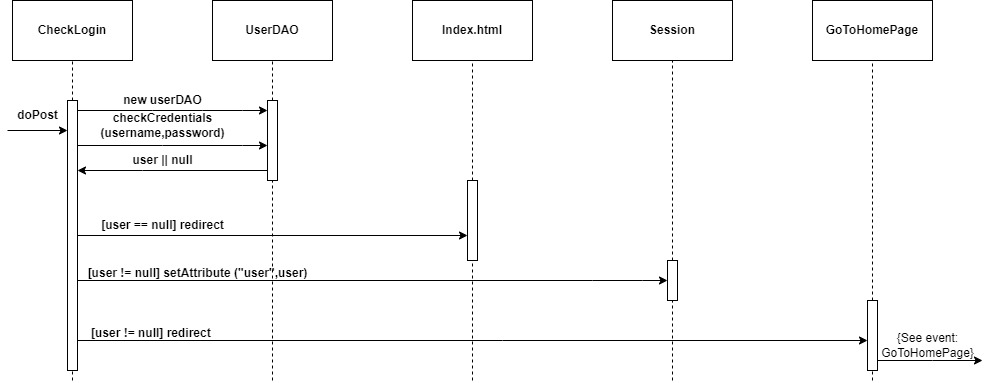 CheckLogin
UserDAO
Index.html
Session
GoToHomePage
new userDAO
doPost
checkCredentials
(username,password)
user || null
[user == null] redirect
[user != null] setAttribute ("user",user)
[user != null] redirect
{See event:
GoToHomePage}